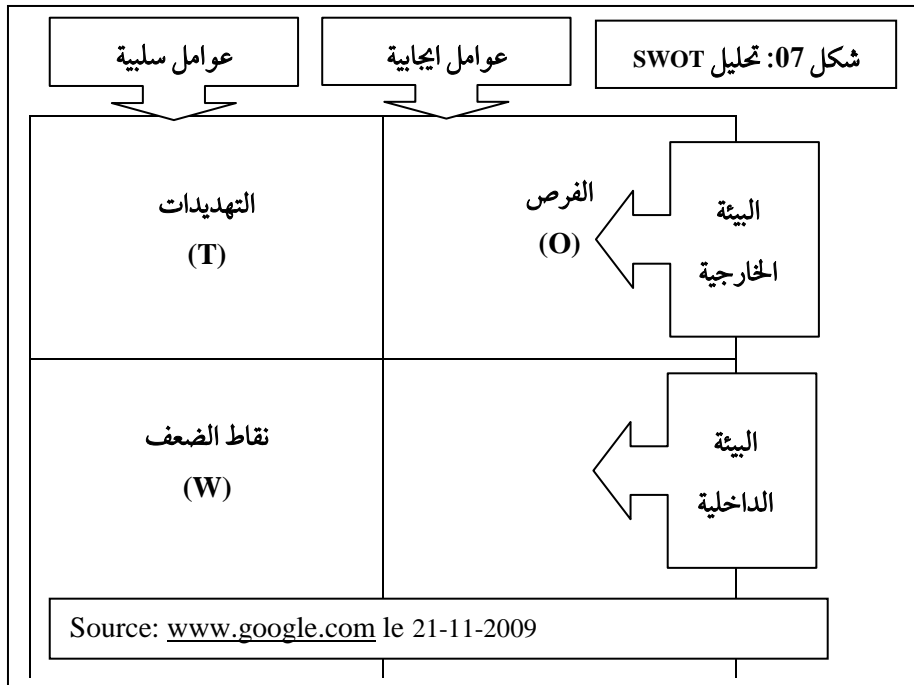 شكل 07: تحليل SWOT
عوامل ايجابية
عوامل سلبية
البيئة
الخارجية
الفرص
(O)
التهديدات
(T)
البيئة
الداخلية
نقاط الضعف
(W)
Source: www.google.com le 21-11-2009